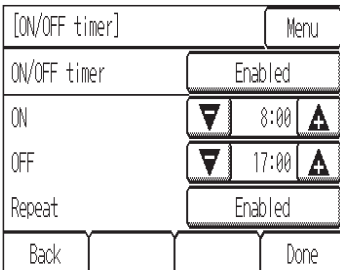 [ON/OFF timer] Menu
ON/OFF timer Enabled
ON 8:00
OFF 17:00
Repeat Enabled
Back Done